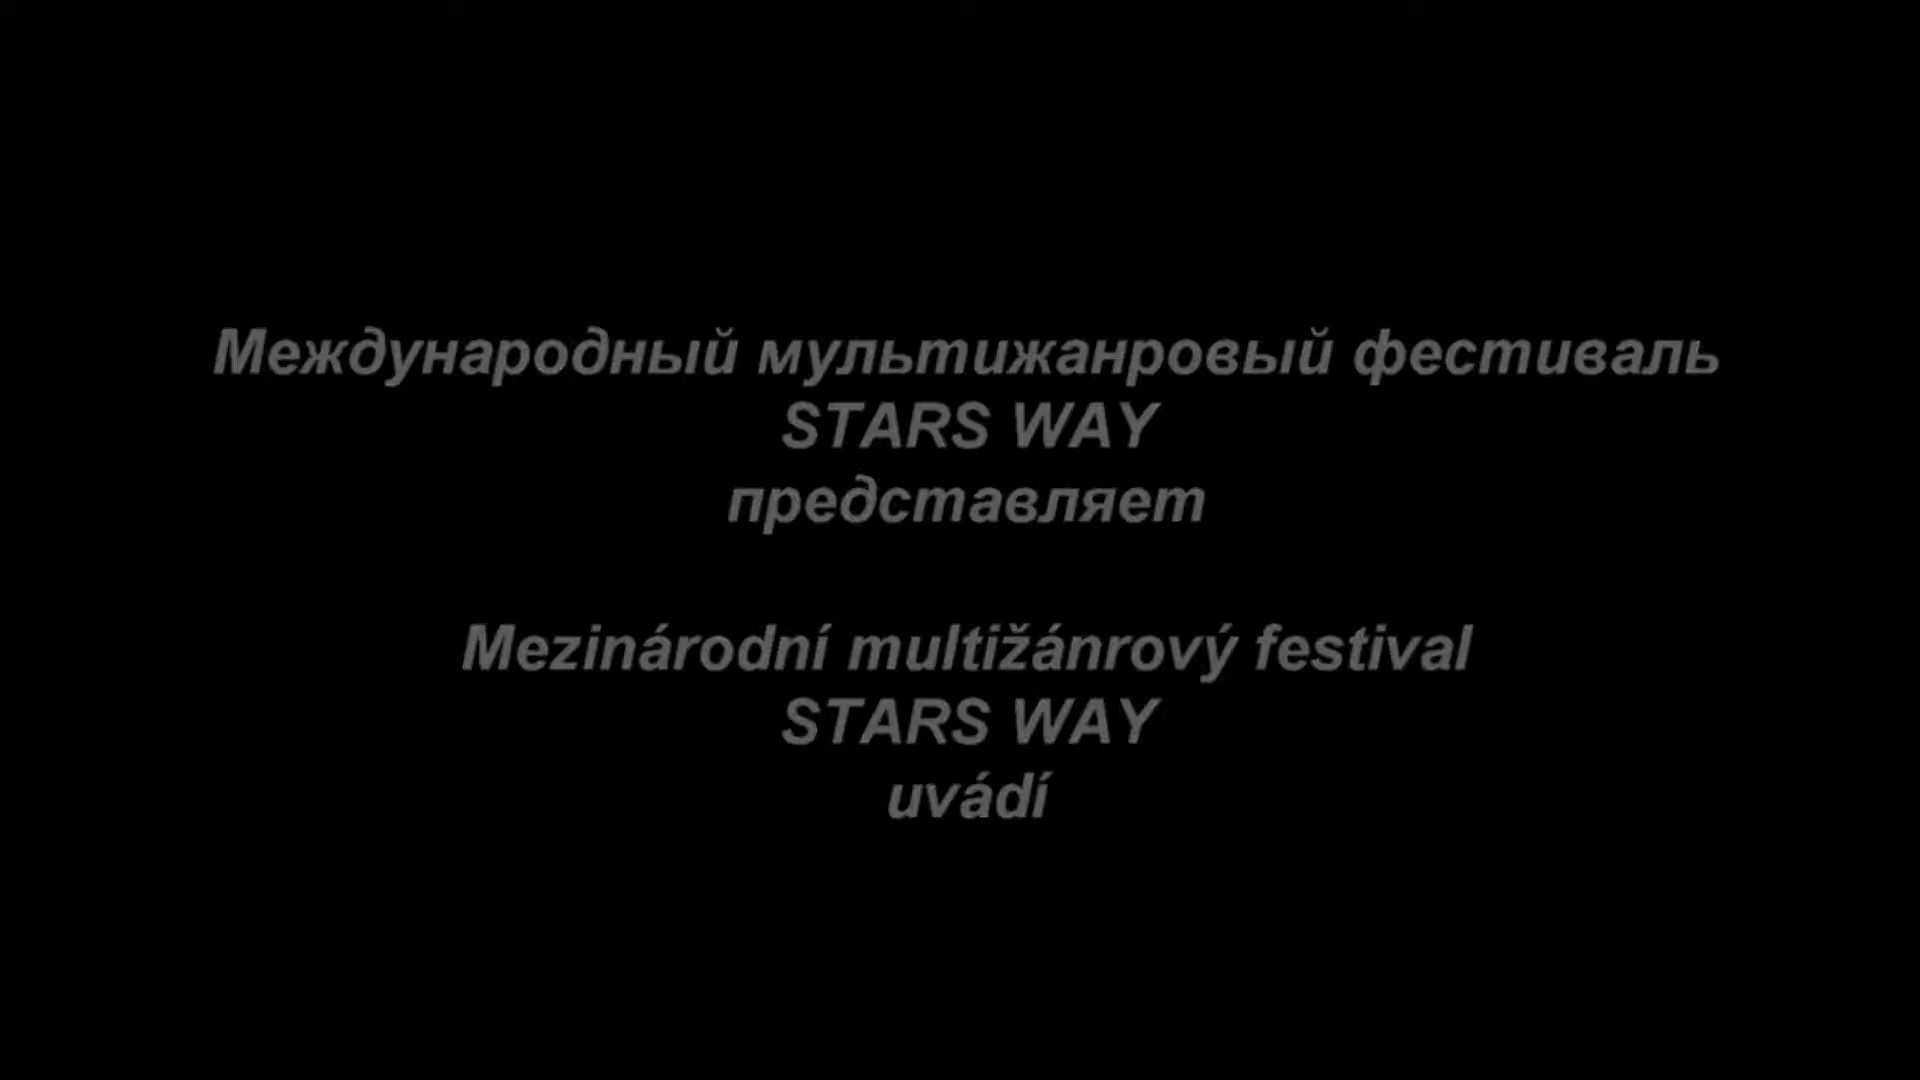 Международный мультижанровый фестиваль
STARS WAY
представляет
Mezinárodní multižánrový festival
STARS WAY
uvádí